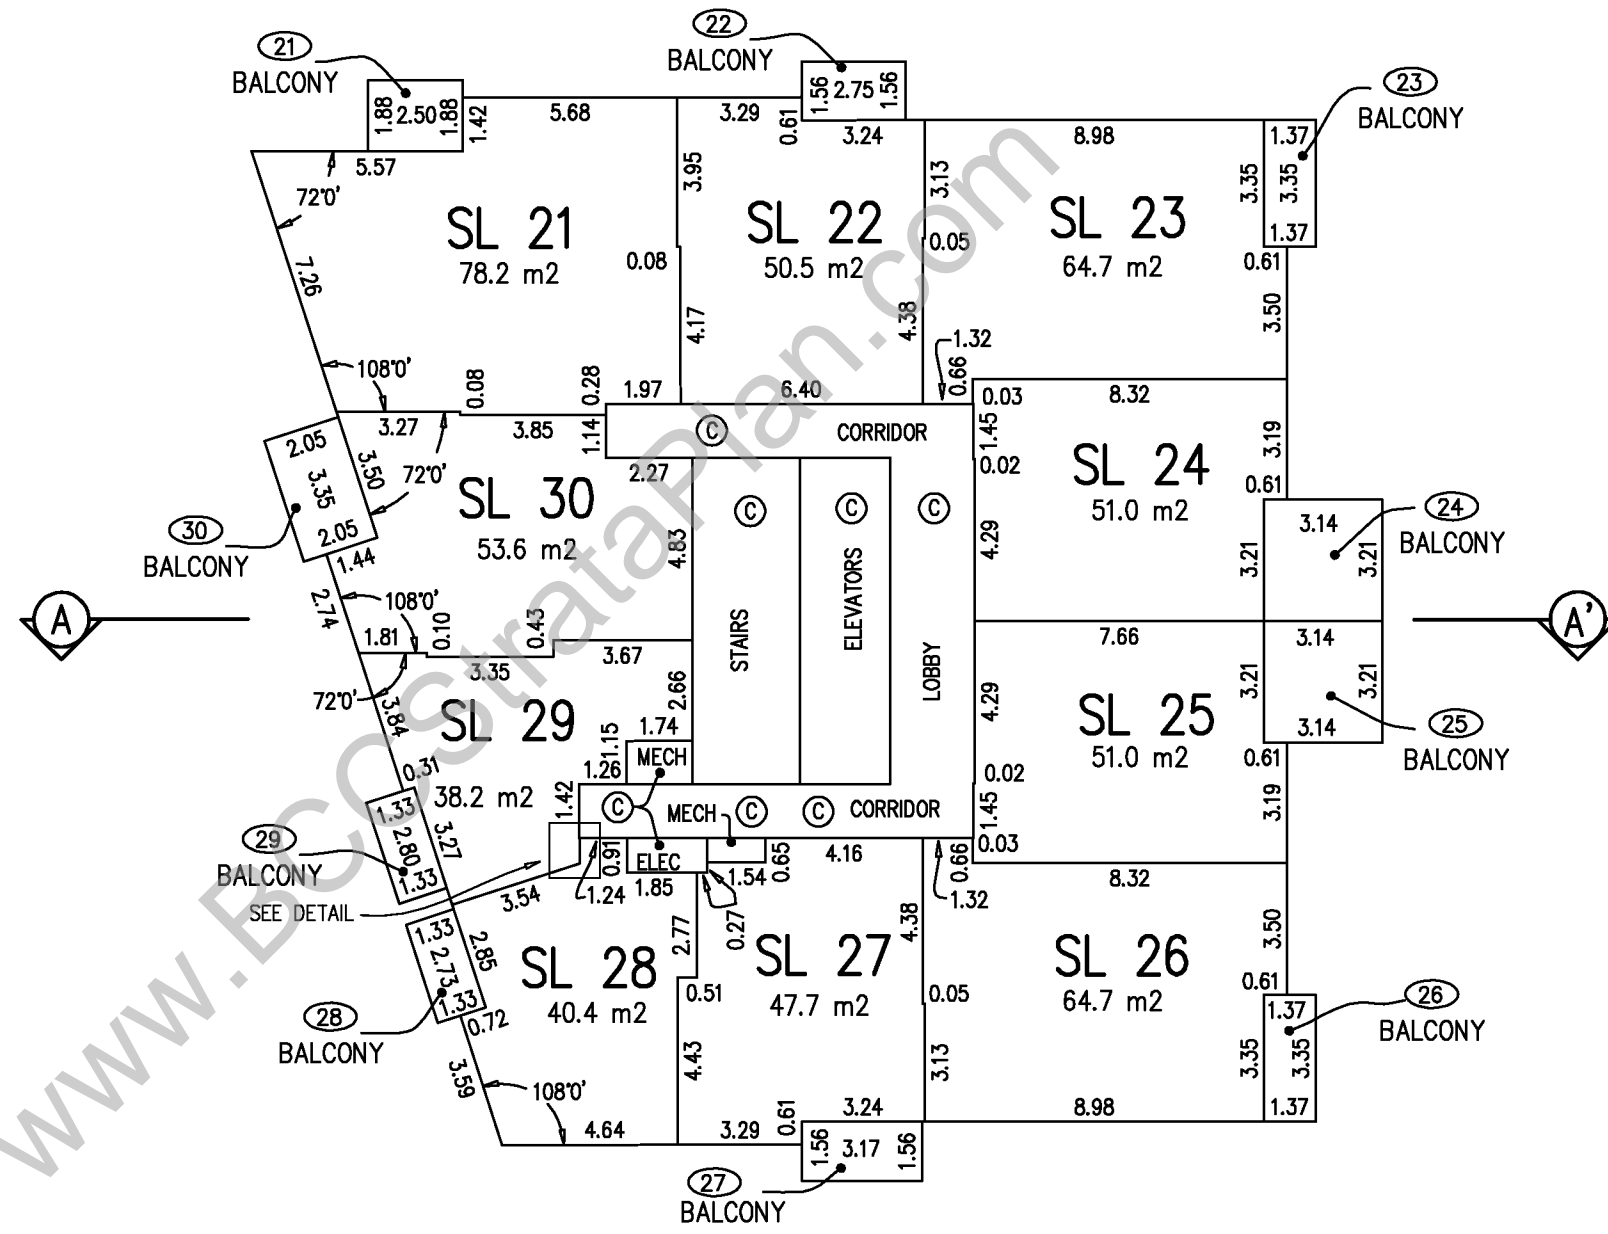 21
BALCONY
1.88
2.50
1.88
1.42
5.68
5.57
22
BALCONY
3.29
0.61
1.56
2.75
1.56
3.24
8.98
23
BALCONY
1.37
3.35
3.35
1.37
72°0'
7.26
108°0'
SL 21
78.2 m2
3.95
0.08
4.17
SL 22
50.5 m2
3.13
0.05
4.38
SL 23
64.7 m2
0.61
3.50
1.32
0.66
0.03
8.32
3.27
0.08
3.85
0.28
1.97
6.40
1.14
CORRIDOR
C
1.45
0.02
2.27
2.05
3.35
2.05
3.50
72°0'
30
BALCONY
SL 30
53.6 m2
4.83
1.44
2.74
108°0'
1.81
0.10
3.35
0.43
3.67
C
C
C
STAIRS
ELEVATORS
LOBBY
4.29
SL 24
51.0 m2
3.19
0.61
3.14
3.21
3.21
24
BALCONY
A
A'
7.66
3.14
4.29
SL 25
51.0 m2
3.21
3.21
3.14
25
BALCONY
0.61
3.19
72°0'
3.84
SL 29
38.2 m2
2.66
1.74
1.15
MECH
1.26
1.42
0.31
1.33
2.80
1.33
3.27
29
BALCONY
SEE DETAIL
C
MECH
C
C
CORRIDOR
0.02
1.45
0.03
0.66
8.32
1.32
3.54
1.24
0.91
ELEC
1.85
1.54
0.65
4.16
0.27
1.33
2.73
1.33
2.85
28
BALCONY
0.72
3.59
108°0'
SL 28
40.4 m2
2.77
0.51
4.43
4.64
SL 27
47.7 m2
4.38
0.05
3.13
3.29
0.61
3.24
1.56
3.17
1.56
27
BALCONY
SL 26
64.7 m2
3.50
0.61
1.37
3.35
3.35
1.37
8.98
26
BALCONY
www.BCCStrataPlan.com